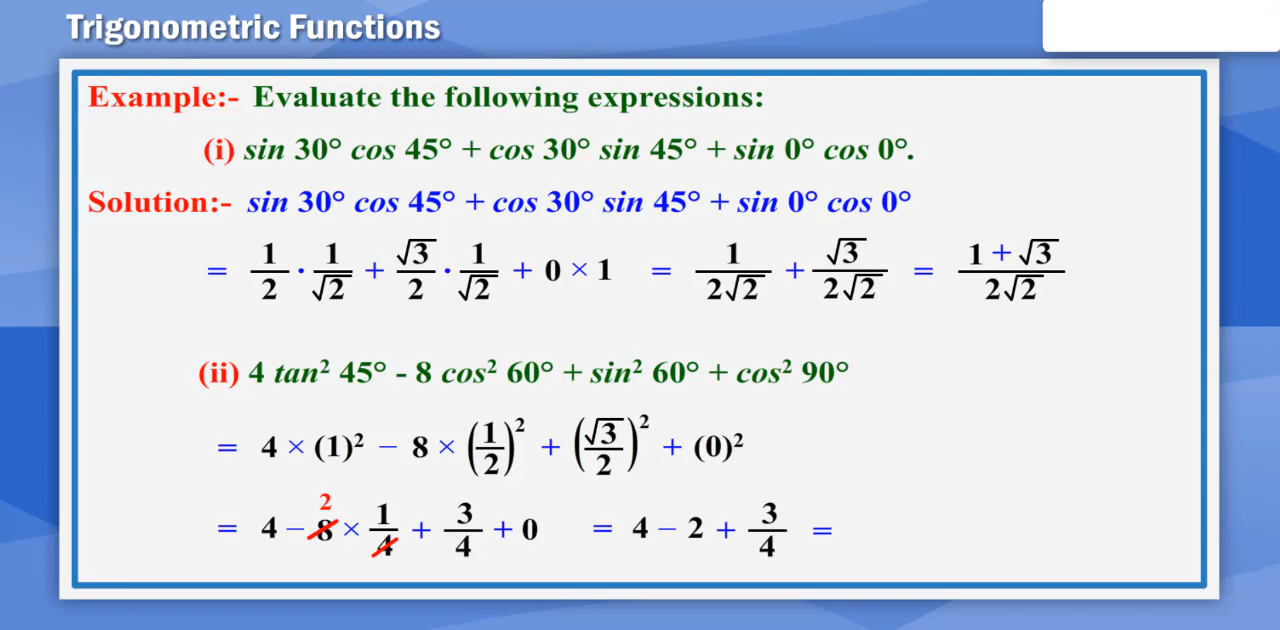 Trigonometric Functions
Example:- Evaluate the following expressions:
(i) sin 30° cos 45° + cos 30° sin 45° + sin 0° cos 0°.
Solution:- sin 30° cos 45° + cos 30° sin 45° + sin 0° cos 0°
= 1/2 · 1/√2 + √3/2 · 1/√2 + 0 × 1 = 1/2√2 + √3/2√2 = 1 + √3/2√2
(ii) 4 tan² 45° - 8 cos² 60° + sin² 60° + cos² 90°
= 4 × (1)² − 8 × (1/2)² + (√3/2)² + (0)²
2
= 4 − 8 × 1/4 + 3/4 + 0 = 4 − 2 + 3/4 =